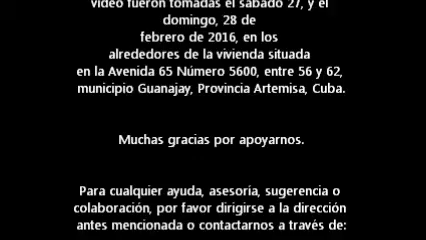 video fueron tomadas el sábado 27, y el
domingo, 28 de
febrero de 2016, en los
alrededores de la vivienda situada
en la Avenida 65 Número 5600, entre 56 y 62,
municipio Guanajay, Provincia Artemisa, Cuba.
Muchas gracias por apoyarnos.
Para cualquier ayuda, asesoría, sugerencia o
colaboración, por favor dirigirse a la dirección
antes mencionada o contactarnos a través de: